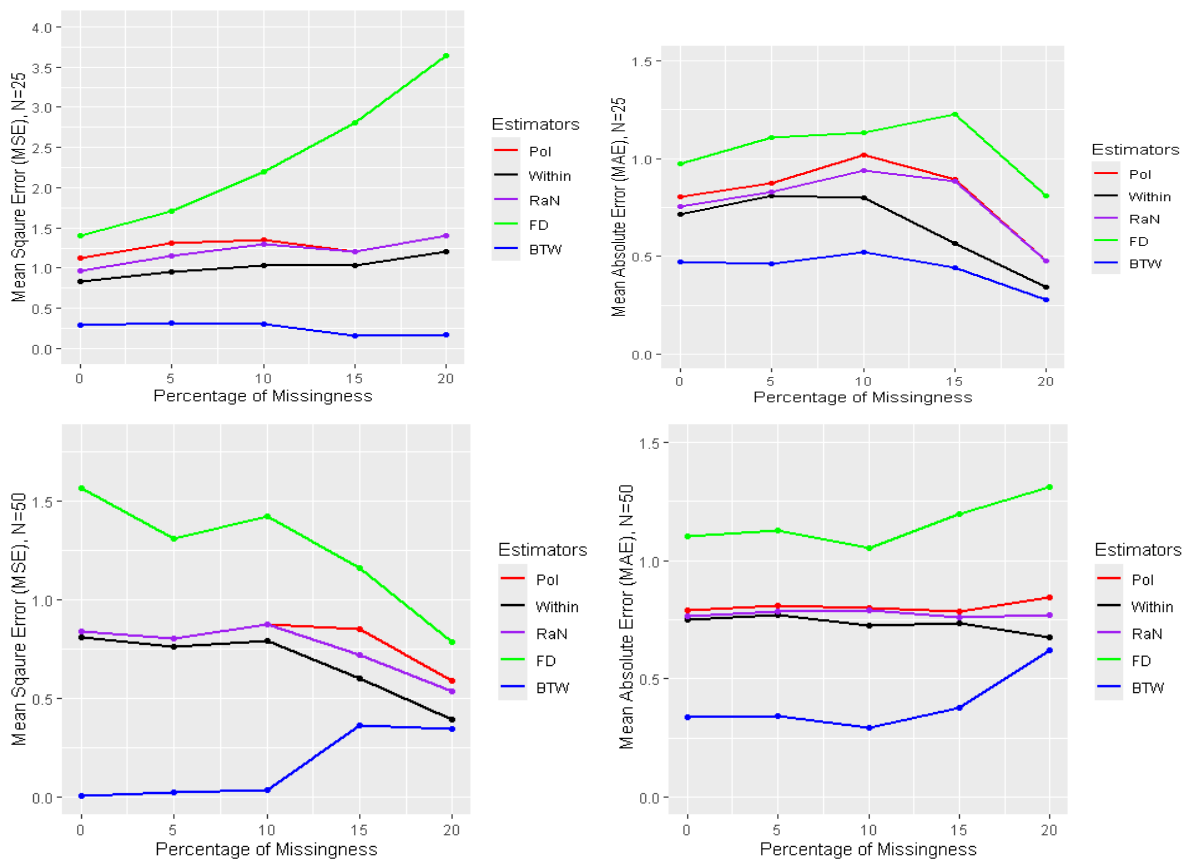 Mean Sqaure Error (MSE), N=25
4.0
3.5
3.0
2.5
2.0
1.5
1.0
0.5
0.0
0 5 10 15 20
Percentage of Missingness
Estimators
Pol
Within
RaN
FD
BTW
Mean Absolute Error (MAE), N=25
1.5
1.0
0.5
0.0
0 5 10 15 20
Percentage of Missingness
Estimators
Pol
Within
RaN
FD
BTW
Mean Sqaure Error (MSE), N=50
1.5
1.0
0.5
0.0
0 5 10 15 20
Percentage of Missingness
Estimators
Pol
Within
RaN
FD
BTW
Mean Absolute Error (MAE), N=50
1.5
1.0
0.5
0.0
0 5 10 15 20
Percentage of Missingness
Estimators
Pol
Within
RaN
FD
BTW